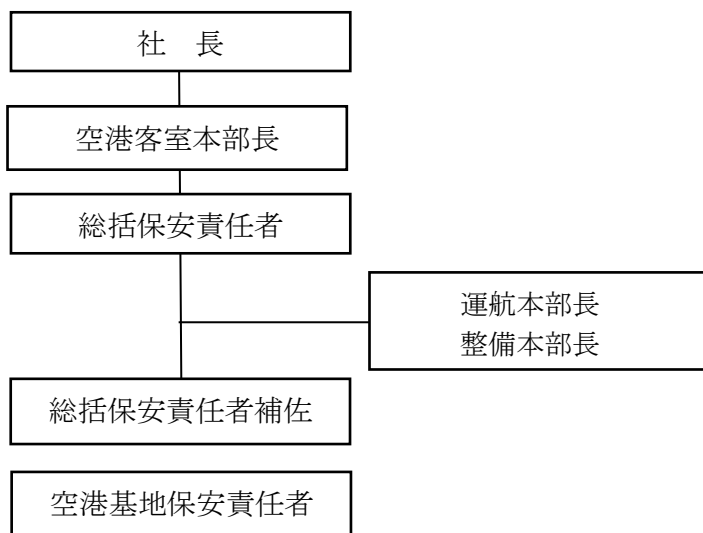 社　長
空港客室本部長
総括保安責任者
運航本部長
整備本部長
総括保安責任者補佐
空港基地保安責任者